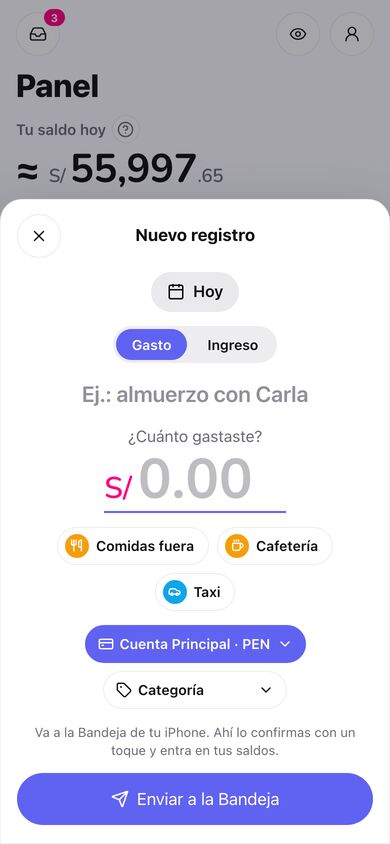 3
Panel
Tu saldo hoy ?
≈ S/ 55,997.65
Nuevo registro
Hoy
Gasto Ingreso
Ej.: almuerzo con Carla
¿Cuánto gastaste?
S/ 0.00
Comidas fuera Cafetería
Taxi
Cuenta Principal · PEN
Categoría
Va a la Bandeja de tu iPhone. Ahí lo confirmas con un
toque y entra en tus saldos.
Enviar a la Bandeja